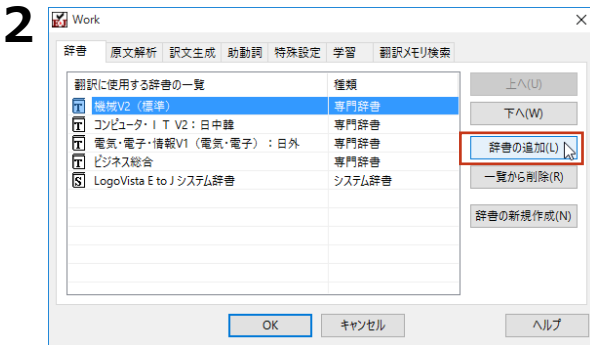 2
Work
辞書 原文解析 訳文生成 助動詞 特殊設定 学習 翻訳メモリ検索
翻訳に使用する辞書の一覧 種類
機械V2（標準） 専門辞書
コンピュータ・ＩＴ V2：日中韓 専門辞書
電気・電子・情報V1（電気・電子）：日外 専門辞書
ビジネス総合 専門辞書
LogoVista E to J システム辞書 システム辞書
上へ(U)
下へ(W)
辞書の追加(L)
一覧から削除(R)
辞書の新規作成(N)
OK キャンセル ヘルプ